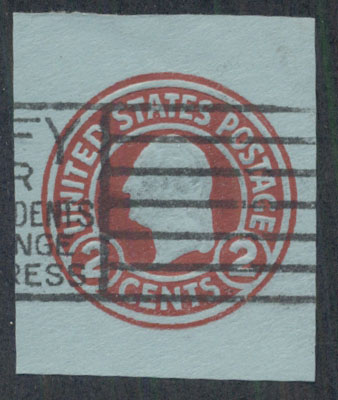 UNITED STATES POSTAGE
2 CENTS 2
FY
R
DENTS
NGE
RESS